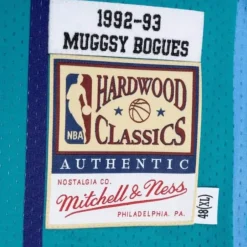 1992-93
MUGGSY BOGUES
NBA
HARDWOOD
CLASSICS
AUTHENTIC
NOSTALGIA CO.
Mitchell & Ness
PHILADELPHIA, PA.
48(XL)